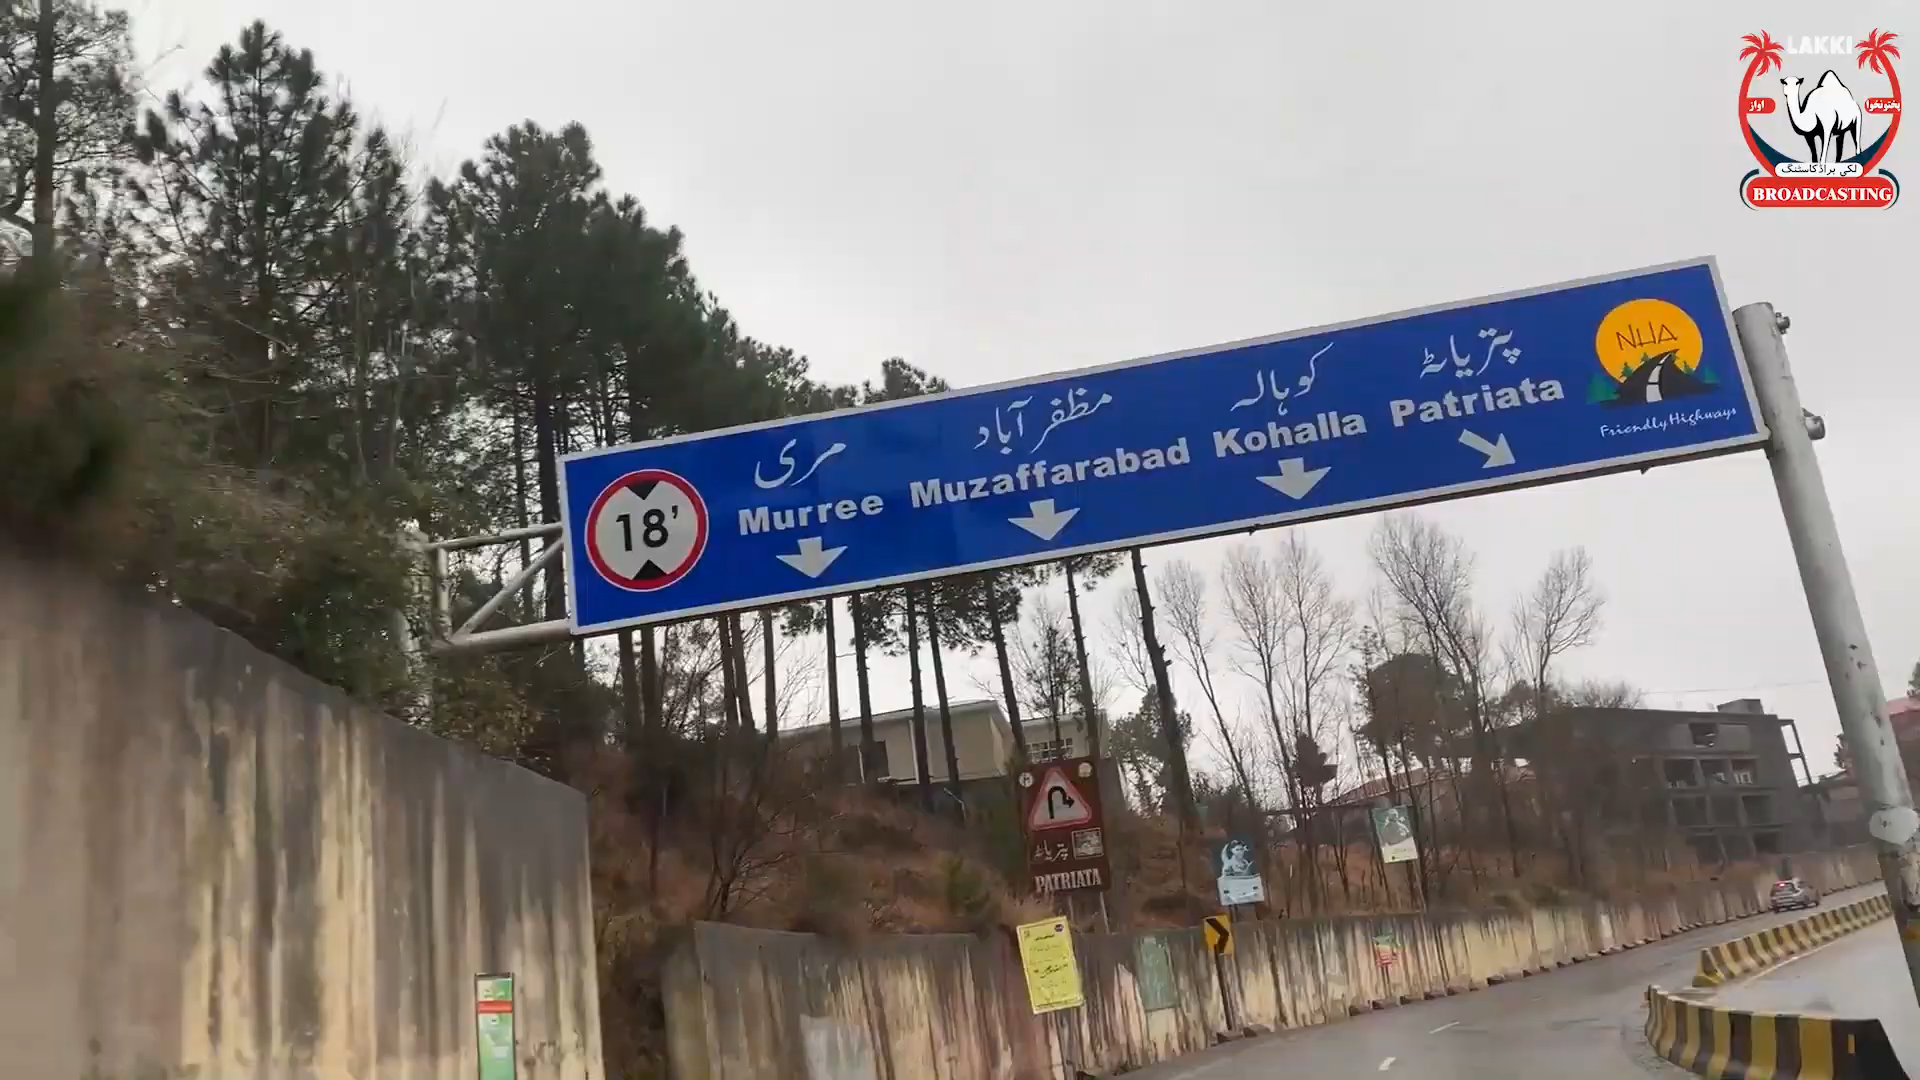 LAKKI
اواز
پختونخوا
لکی براڈکاسٹنگ
BROADCASTING
پتریاٹہ
کوہالہ
مظفر آباد
مری
18'
Murree Muzaffarabad Kohalla Patriata
NHA
Friendly Highways
پتریاٹہ
PATRIATA